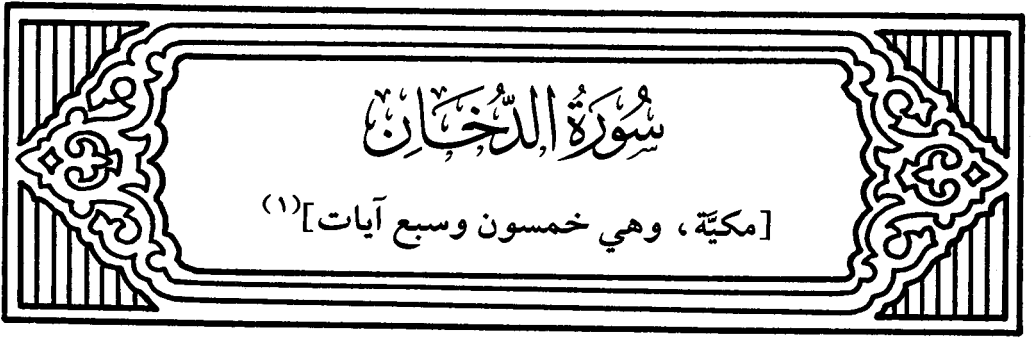 سُورَةُ الدُّخَانِ
[مكيَّة، وهي خمسون وسبع آيات](١)